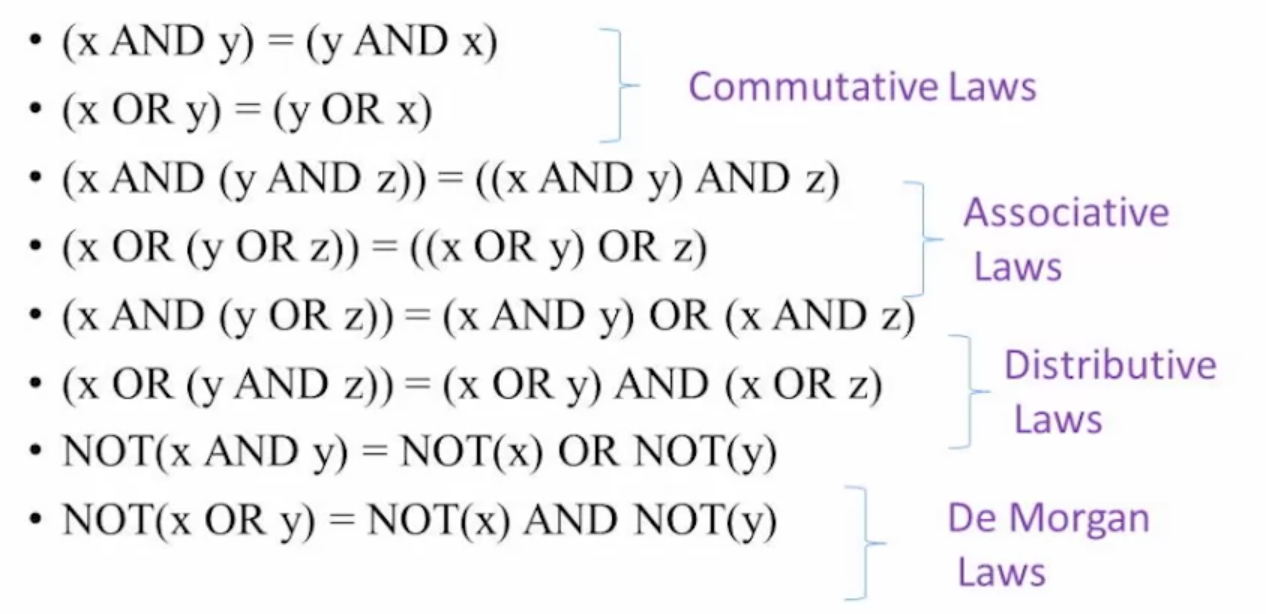 • (x AND y) = (y AND x)
• (x OR y) = (y OR x)
Commutative Laws
• (x AND (y AND z)) = ((x AND y) AND z)
• (x OR (y OR z)) = ((x OR y) OR z)
Associative
Laws
• (x AND (y OR z)) = (x AND y) OR (x AND z)
• (x OR (y AND z)) = (x OR y) AND (x OR z)
Distributive
Laws
• NOT(x AND y) = NOT(x) OR NOT(y)
• NOT(x OR y) = NOT(x) AND NOT(y)
De Morgan
Laws